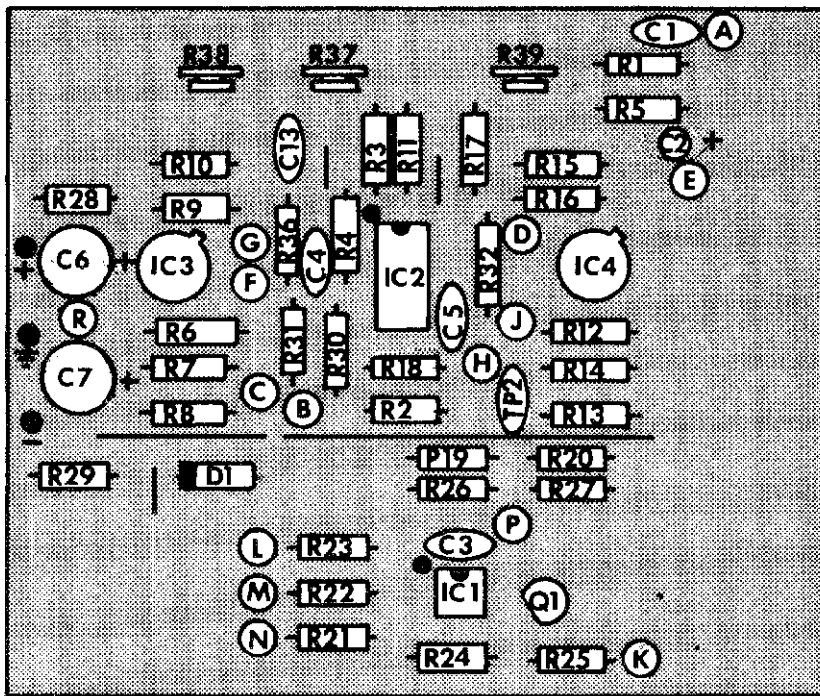 R38 R37 R39 C1 A
R1
R5
C13 R3 R11 R17 C2 +
R10 R15 E
R28 R9 R16
G R36 C4 R4 R32 D
C6 + IC3 IC2 IC4
+ F
R C5 J
R6 R31 R30 R12
R7 R18 H R14
C7 + C TP2
R8 B R2 R13
−
P19 R20
R29 D1 R26 R27
P
L R23 C3
M R22 IC1 Q1
N R21
R24 R25 K